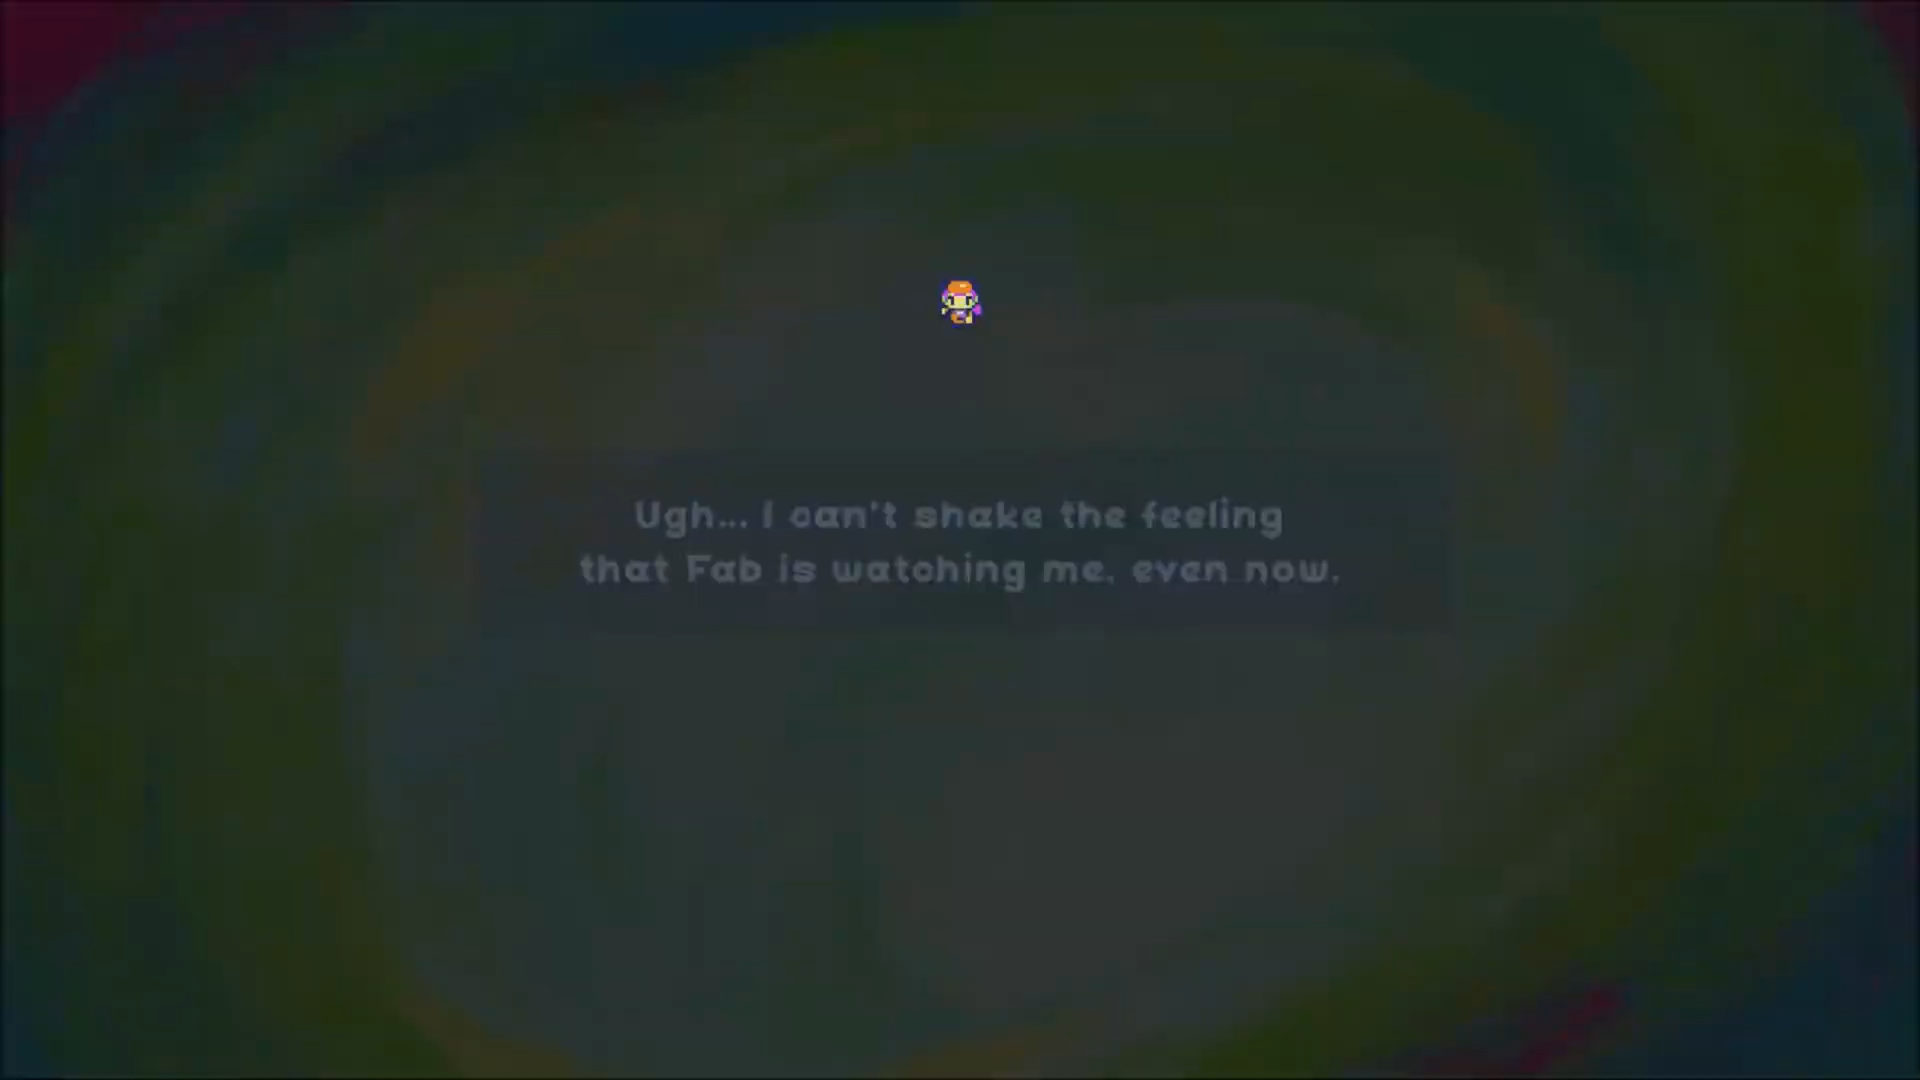 Ugh... I can't shake the feeling
that Fab is watching me, even now.